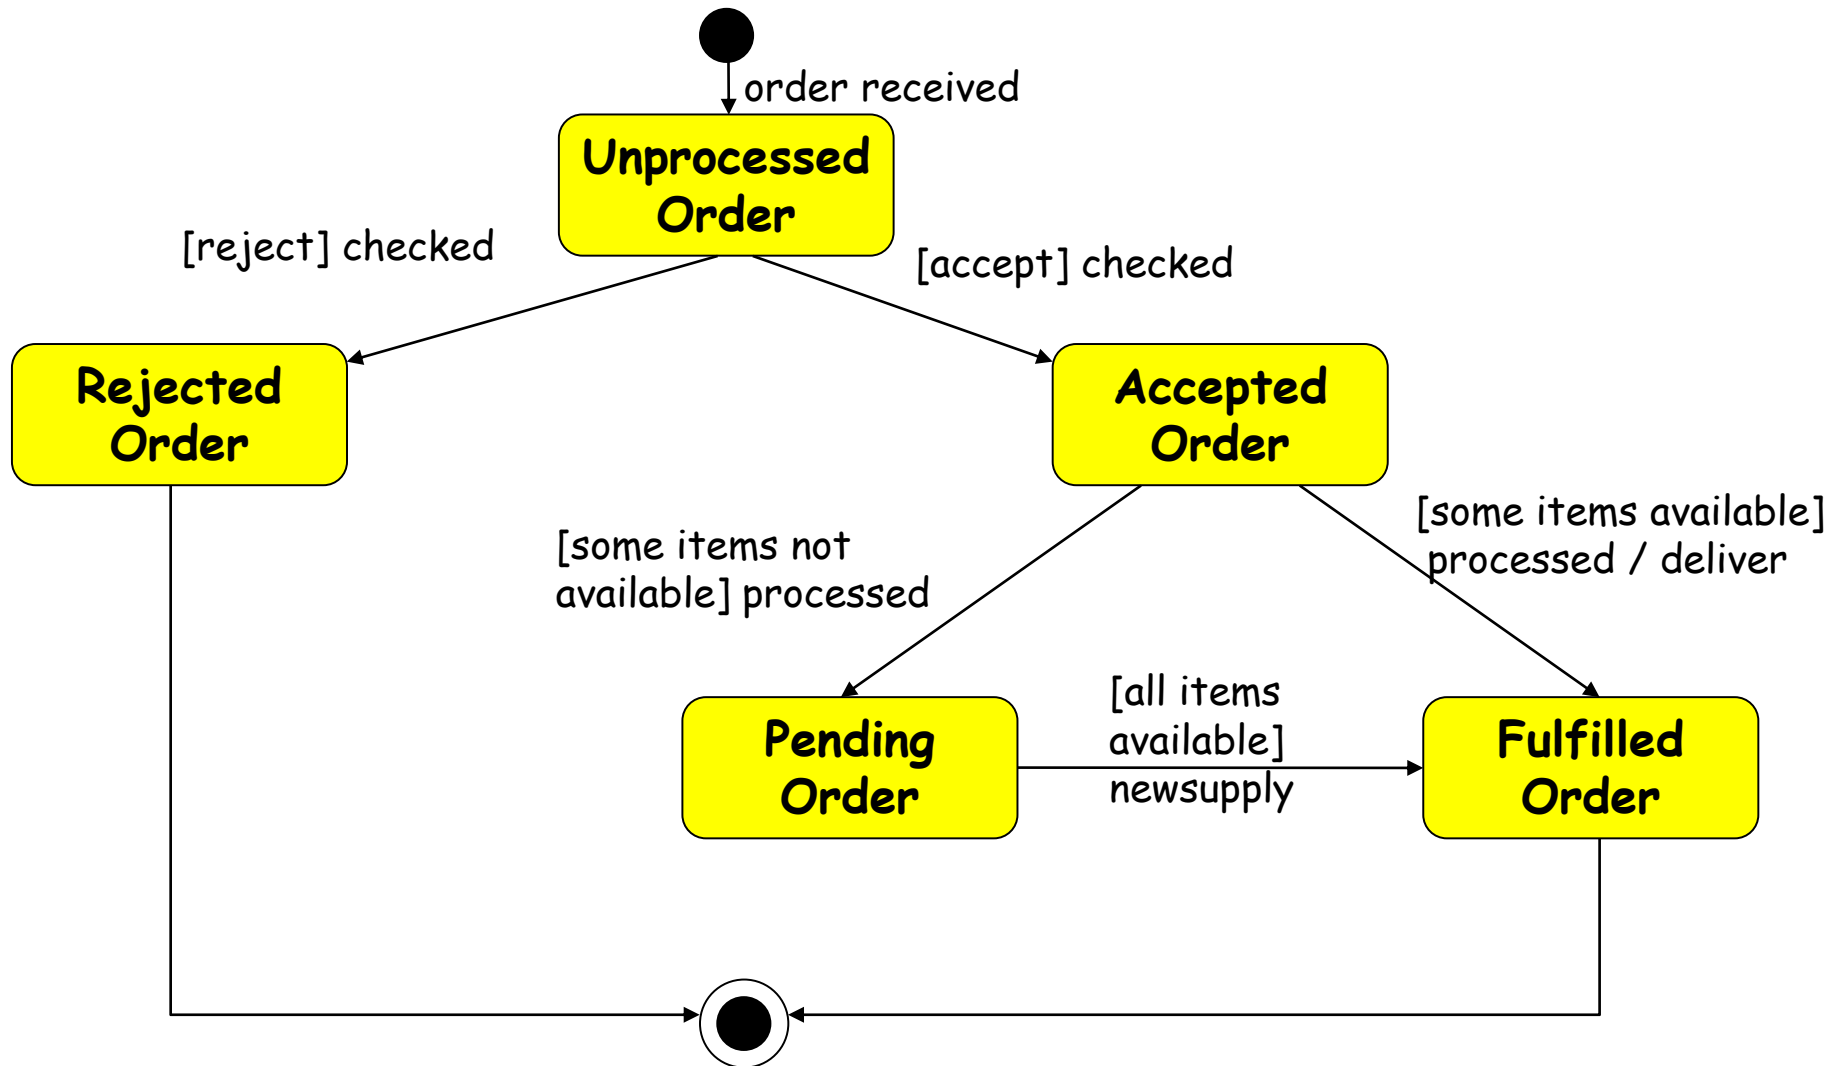 order received
Unprocessed
Order
[reject] checked
[accept] checked
Rejected
Order
Accepted
Order
[some items not
available] processed
[some items available]
processed / deliver
Pending
Order
[all items
available]
newsupply
Fulfilled
Order